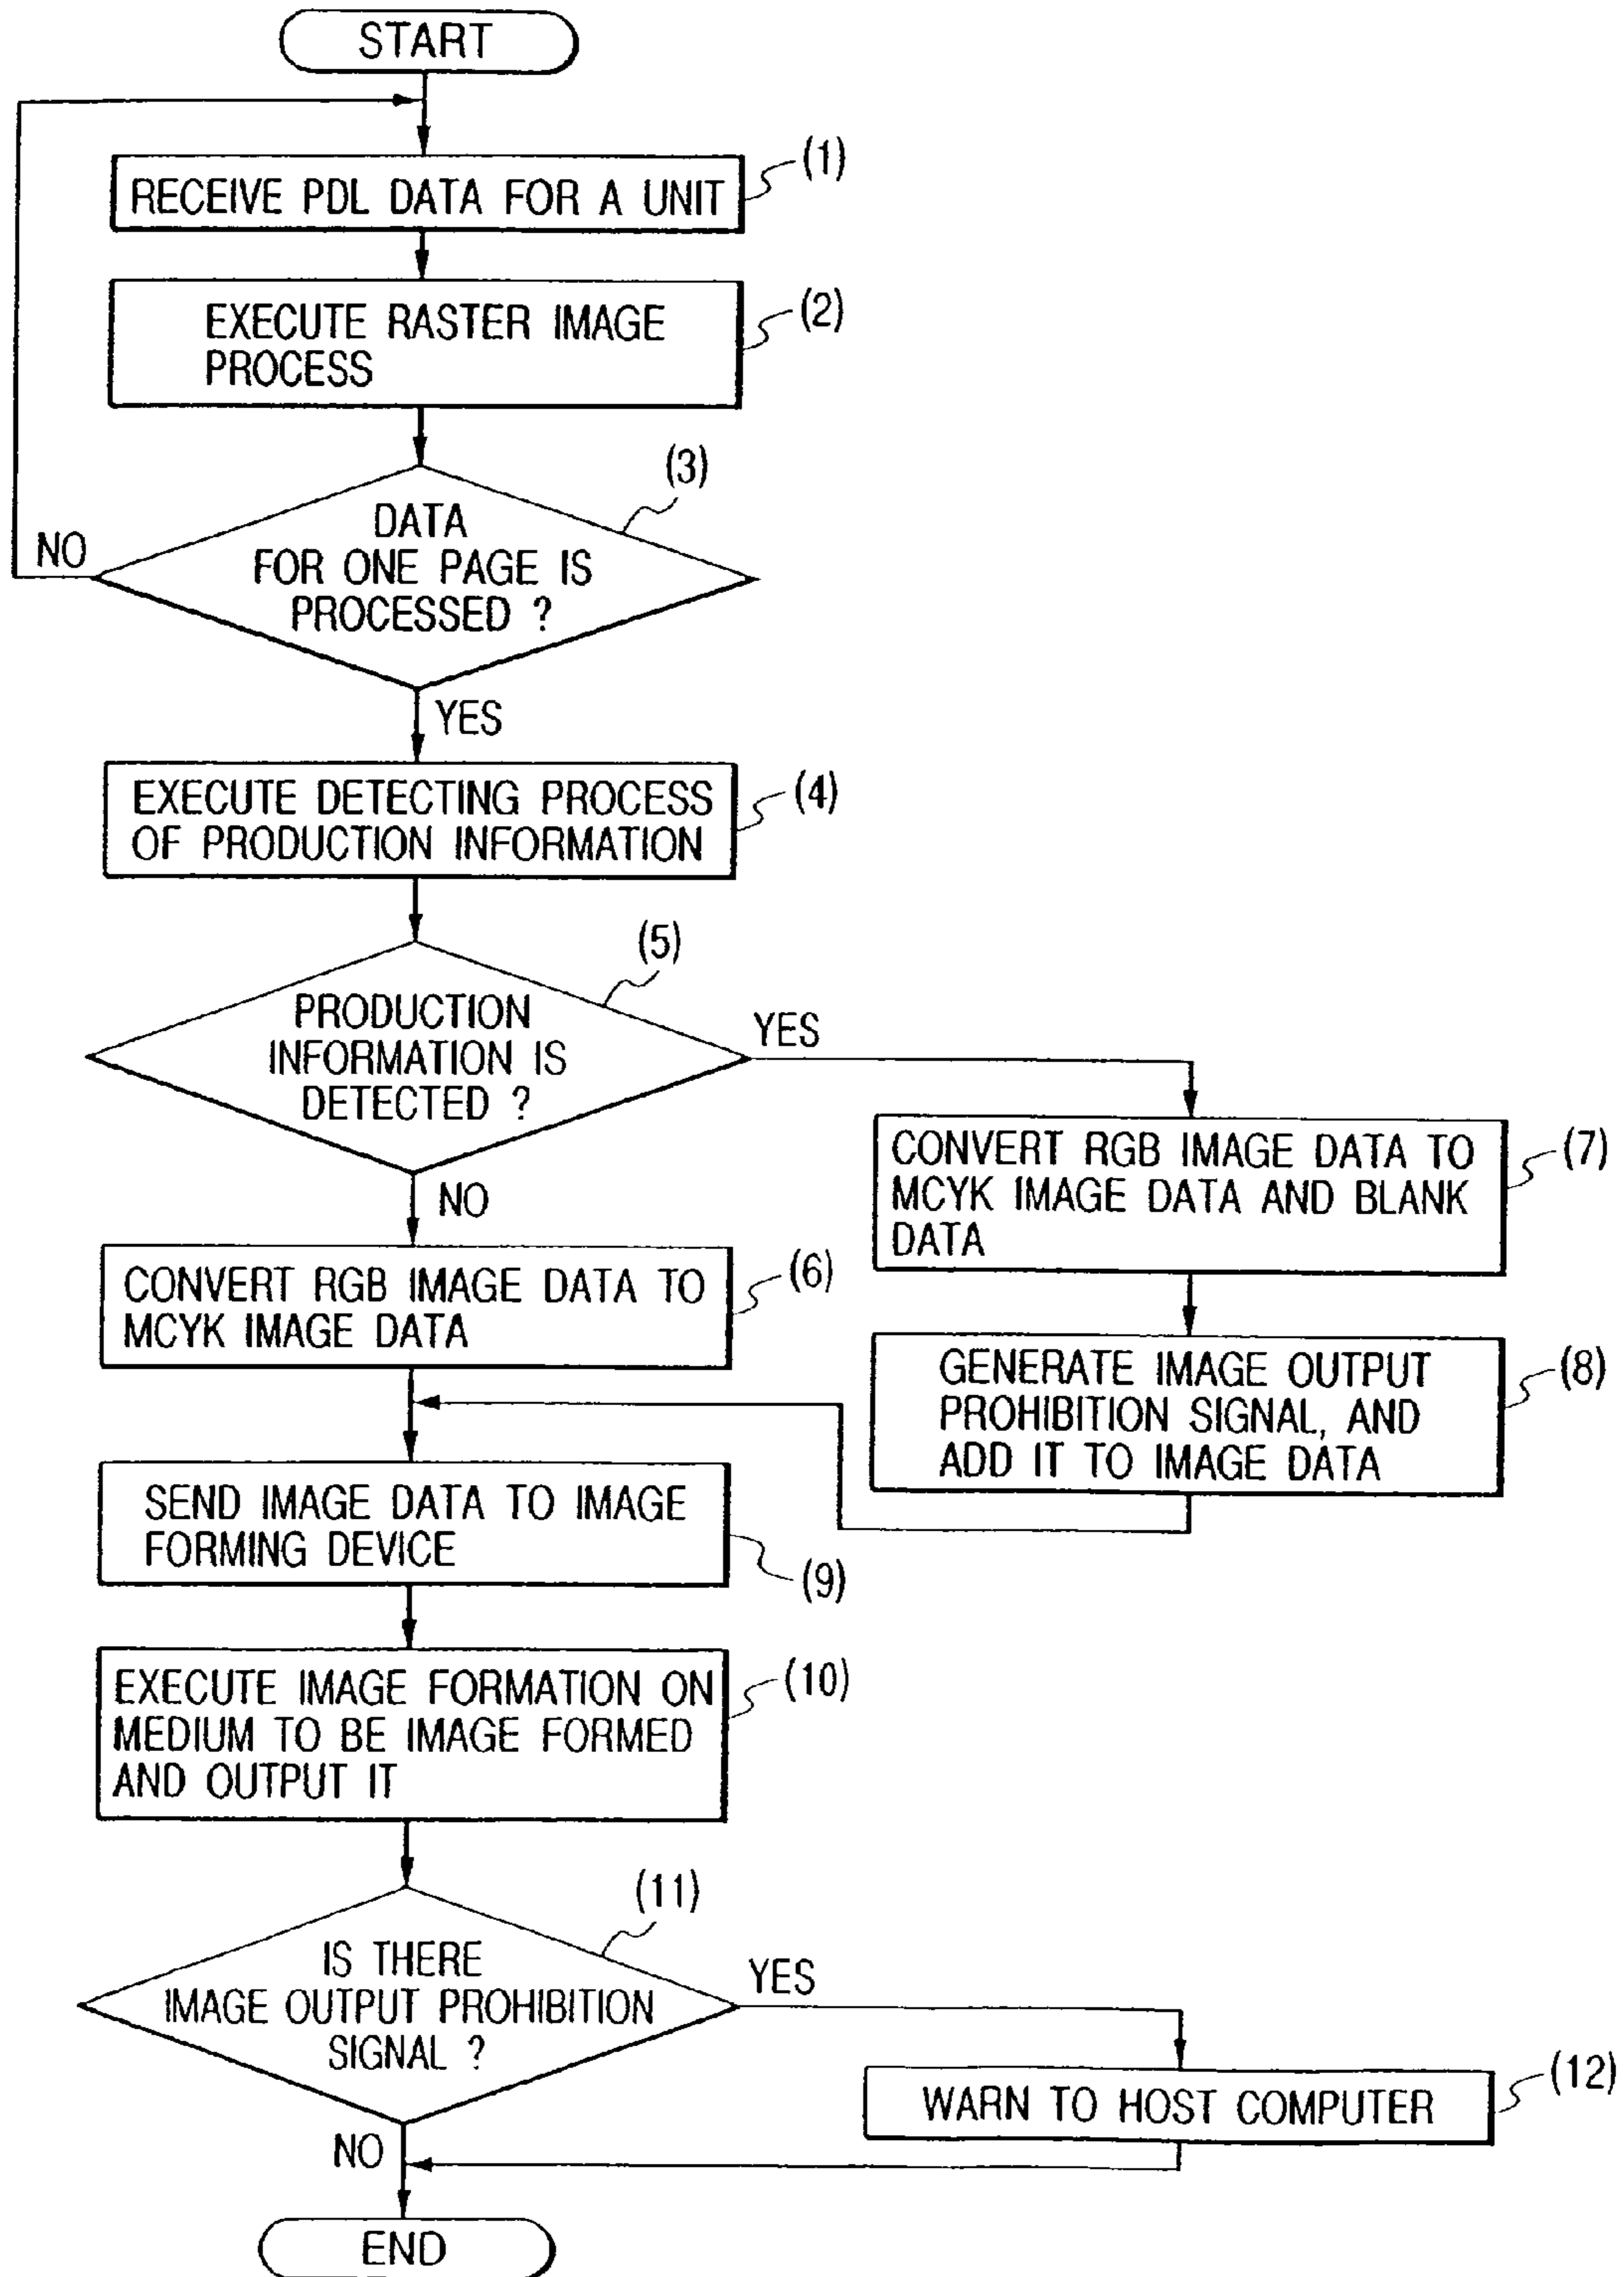 START
(1)
RECEIVE PDL DATA FOR A UNIT
(2)
EXECUTE RASTER IMAGE
PROCESS
(3)
DATA
FOR ONE PAGE IS
PROCESSED ?
NO
YES
(4)
EXECUTE DETECTING PROCESS
OF PRODUCTION INFORMATION
(5)
PRODUCTION
INFORMATION IS
DETECTED ?
YES
NO
(7)
CONVERT RGB IMAGE DATA TO
MCYK IMAGE DATA AND BLANK
DATA
(6)
CONVERT RGB IMAGE DATA TO
MCYK IMAGE DATA
(8)
GENERATE IMAGE OUTPUT
PROHIBITION SIGNAL, AND
ADD IT TO IMAGE DATA
SEND IMAGE DATA TO IMAGE
FORMING DEVICE
(9)
EXECUTE IMAGE FORMATION ON
MEDIUM TO BE IMAGE FORMED
AND OUTPUT IT
(10)
(11)
IS THERE
IMAGE OUTPUT PROHIBITION
SIGNAL ?
YES
NO
(12)
WARN TO HOST COMPUTER
END